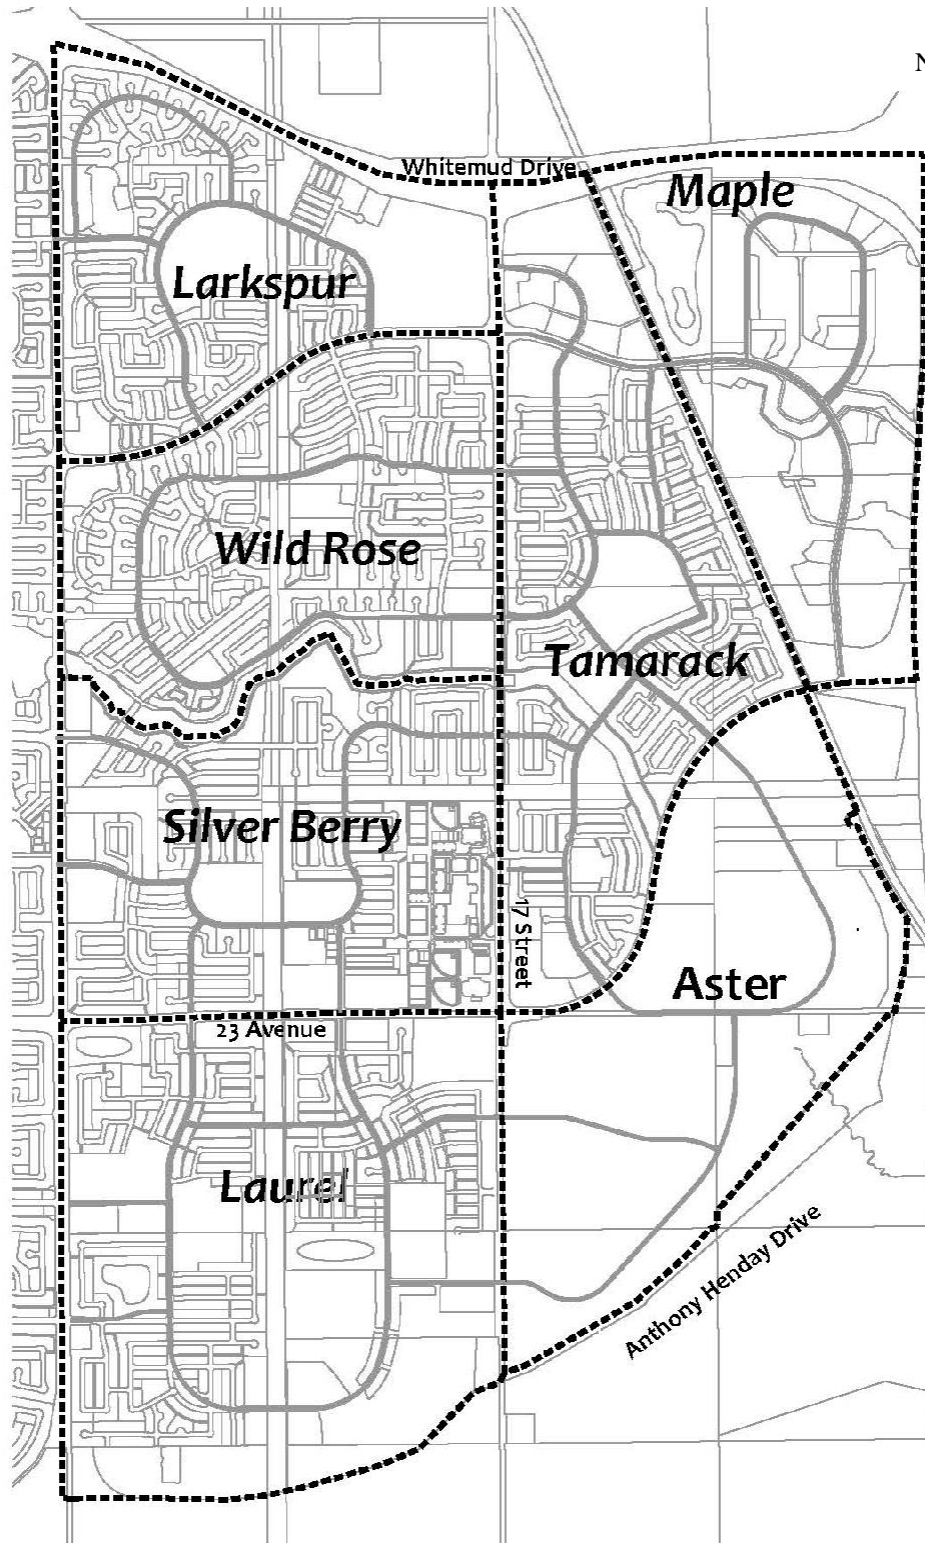 N
Whitemud Drive
Maple
Larkspur
Wild Rose
Tamarack
Silver Berry
17 Street
Aster
23 Avenue
Laurel
Anthony Henday Drive